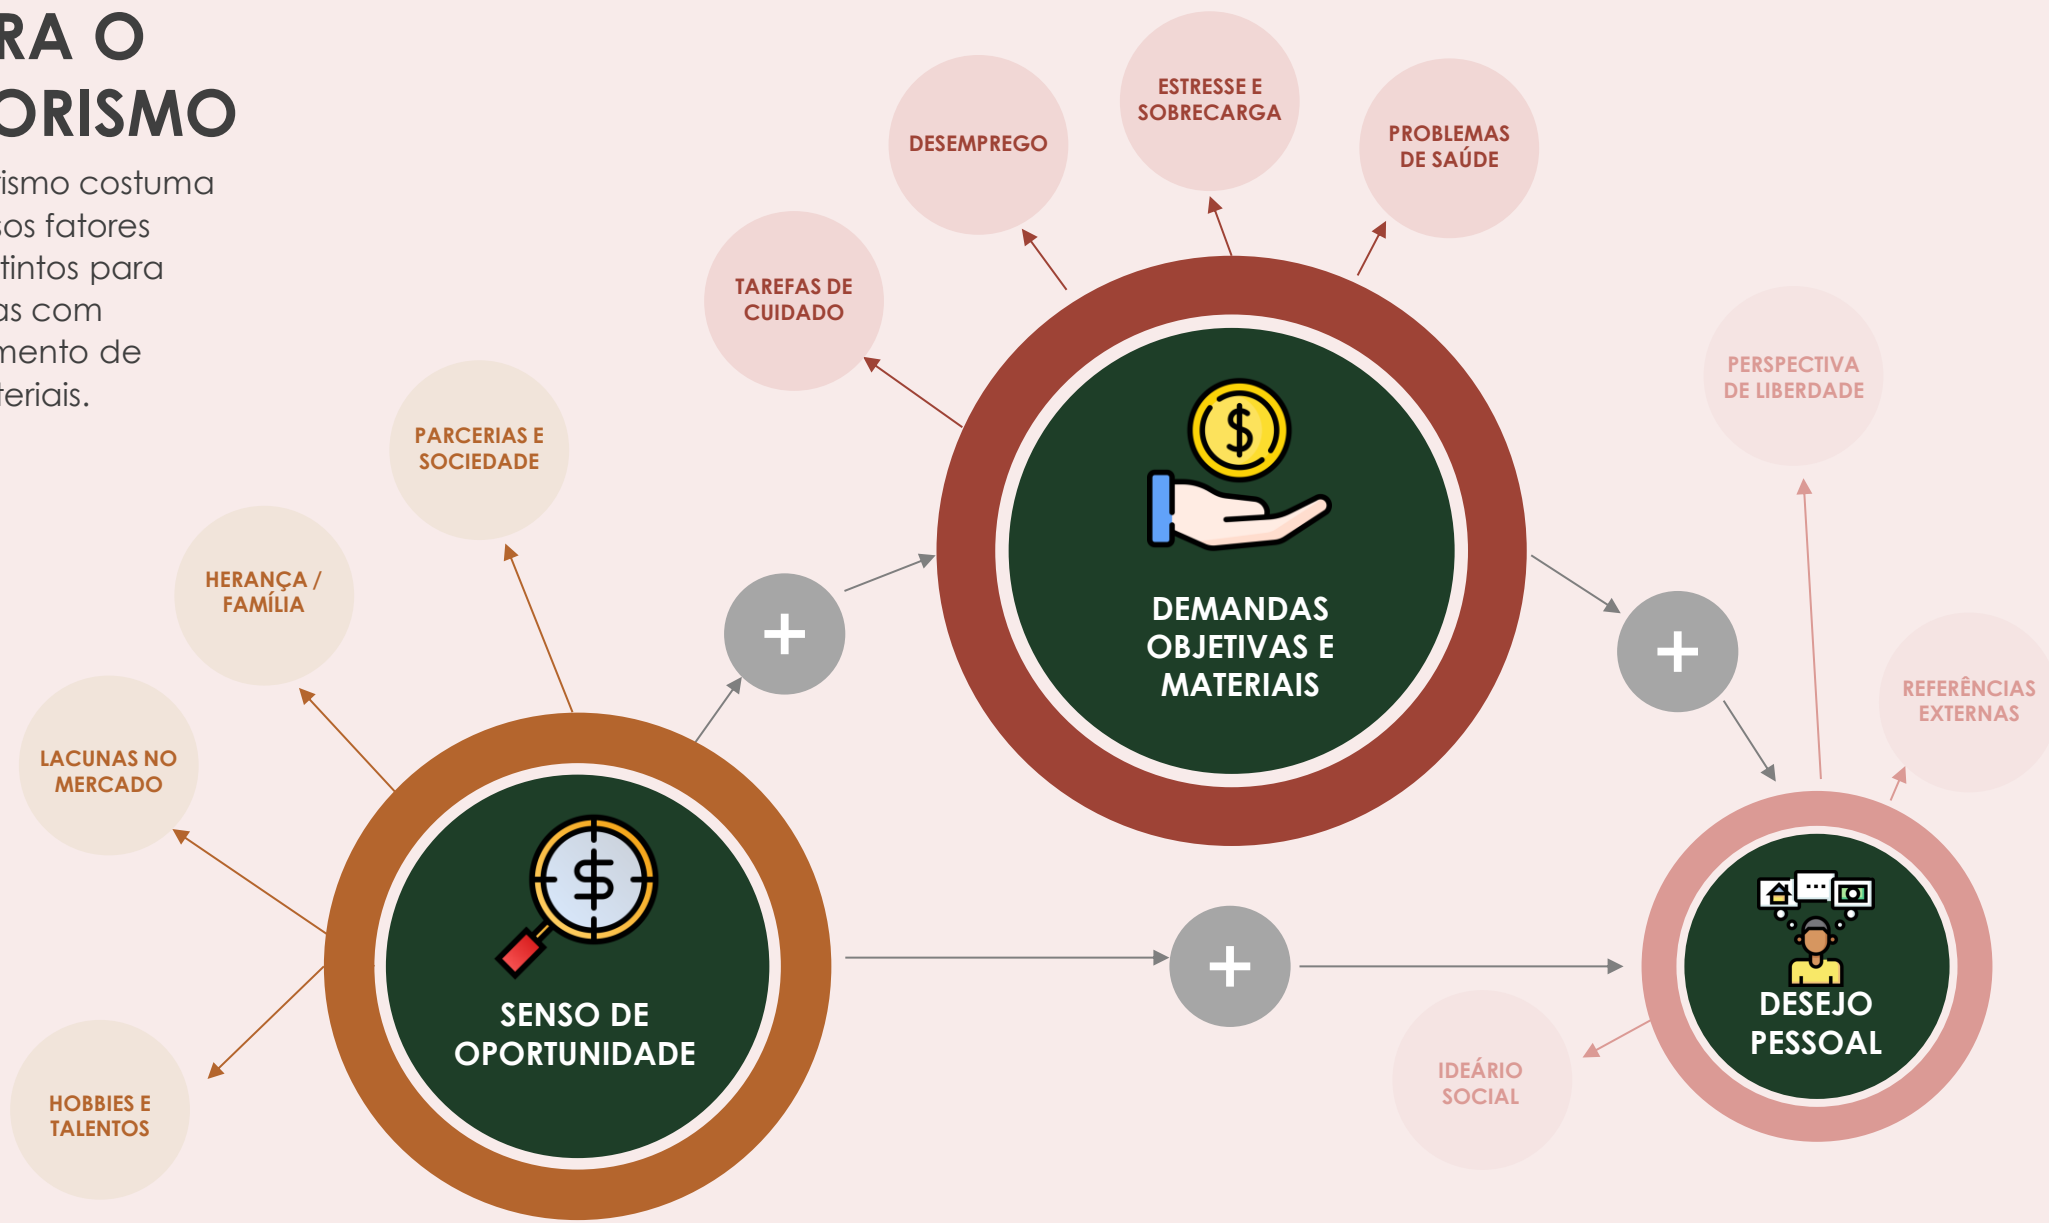 RA O
ORISMO
ismo costuma
sos fatores
tintos para
as com
mento de
teriais.
ESTRESSE E
SOBRECARGA
DESEMPREGO
PROBLEMAS
DE SAÚDE
TAREFAS DE
CUIDADO
PERSPECTIVA
DE LIBERDADE
PARCERIAS E
SOCIEDADE
HERANÇA /
FAMÍLIA
+
DEMANDAS
OBJETIVAS E
MATERIAIS
+
REFERÊNCIAS
EXTERNAS
LACUNAS NO
MERCADO
$
$
SENSO DE
OPORTUNIDADE
+
DESEJO
PESSOAL
IDEÁRIO
SOCIAL
HOBBIES E
TALENTOS